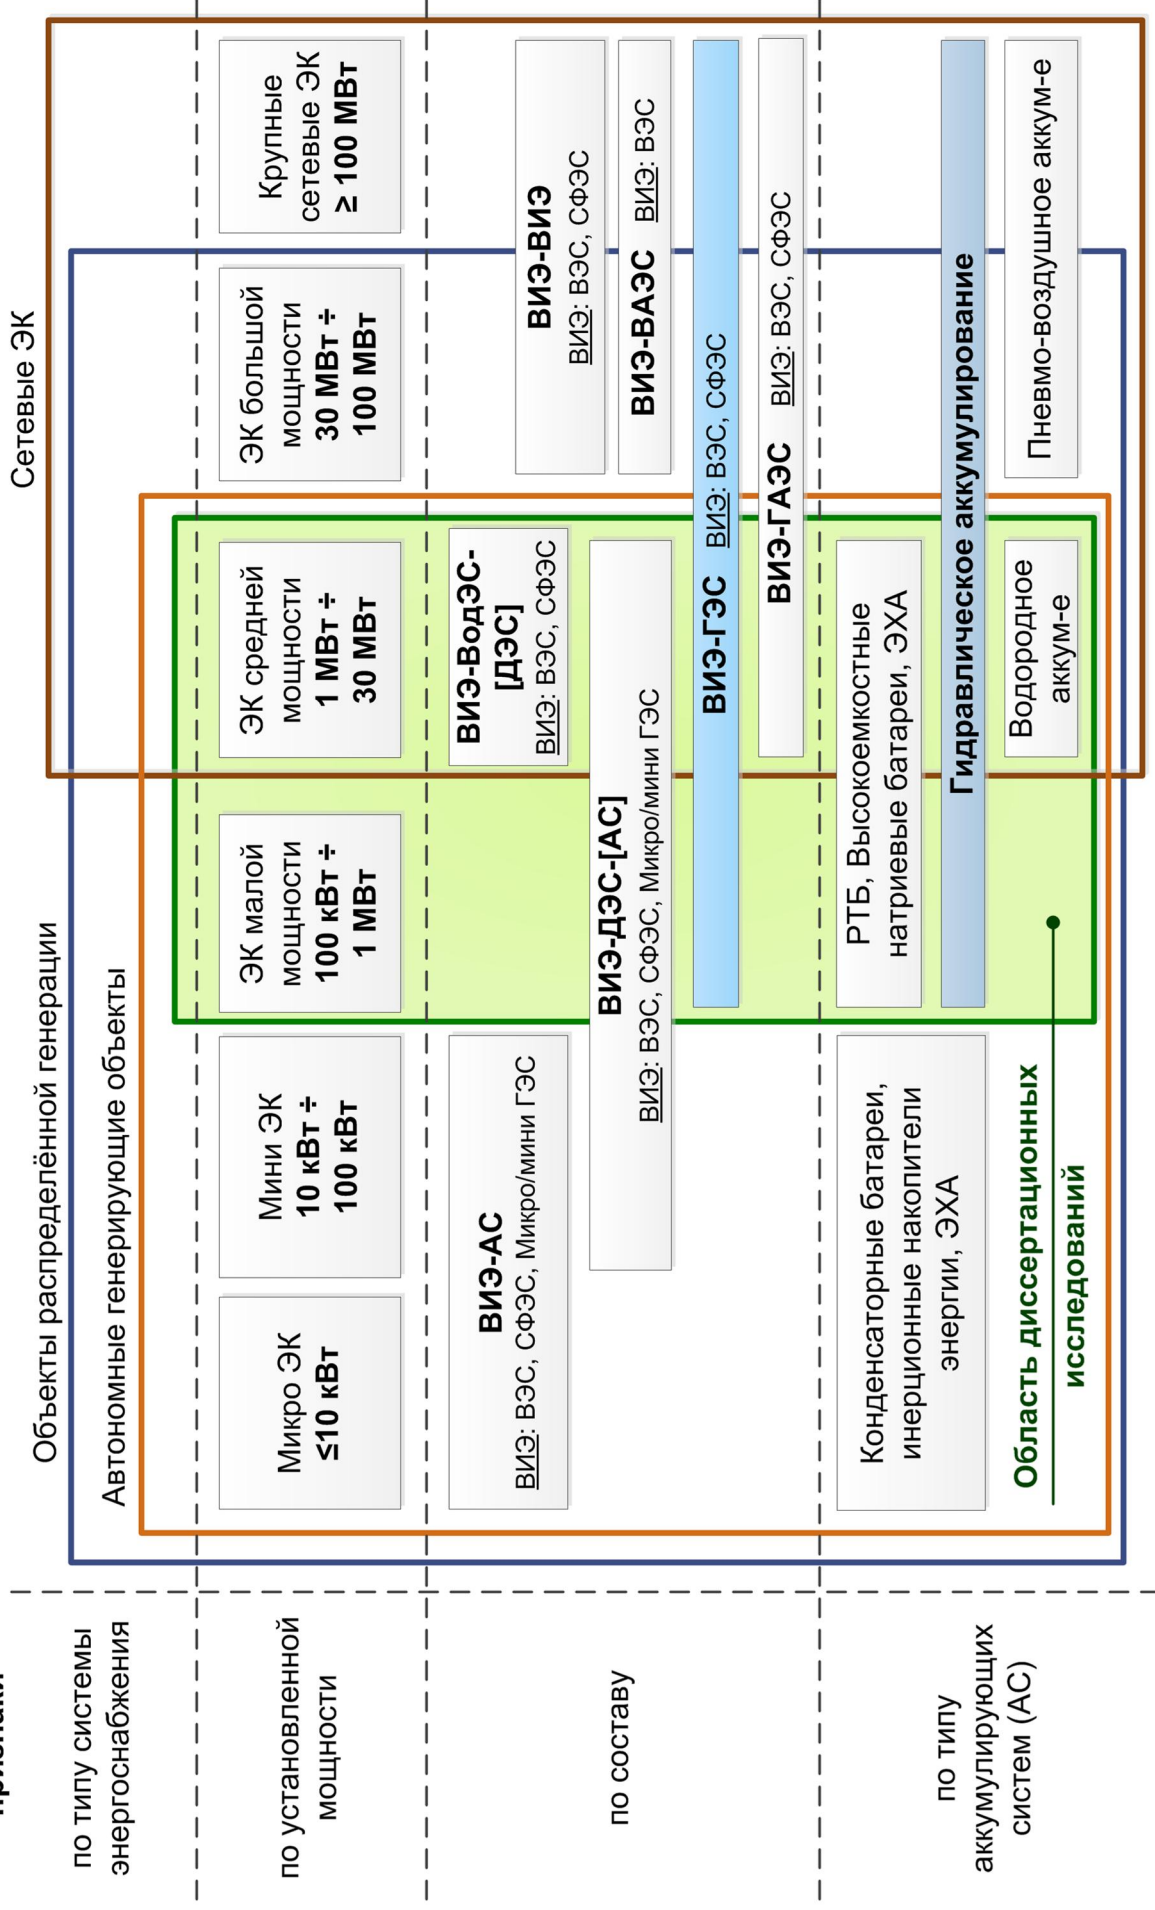 Сетевые ЭК
Объекты распределённой генерации
Автономные генерирующие объекты
по типу системы
энергоснабжения
по установленной
мощности
Микро ЭК
≤10 кВт
Мини ЭК
10 кВт ÷
100 кВт
ЭК малой
мощности
100 кВт ÷
1 МВт
ЭК средней
мощности
1 МВт ÷
30 МВт
ЭК большой
мощности
30 МВт ÷
100 МВт
Крупные
сетевые ЭК
≥ 100 МВт
по составу
ВИЭ-АС
ВИЭ: ВЭС, СФЭС, Микро/мини ГЭС
ВИЭ-ВодЭС-
[ДЭС]
ВИЭ: ВЭС, СФЭС
ВИЭ-ВИЭ
ВИЭ: ВЭС, СФЭС
ВИЭ-ДЭС-[АС]
ВИЭ: ВЭС, СФЭС, Микро/мини ГЭС
ВИЭ-ВАЭС ВИЭ: ВЭС
ВИЭ-ГЭС ВИЭ: ВЭС, СФЭС
ВИЭ-ГАЭС ВИЭ: ВЭС, СФЭС
по типу
аккумулирующих
систем (АС)
Конденсаторные батареи,
инерционные накопители
энергии, ЭХА
РТБ, Высокоемкостные
натриевые батареи, ЭХА
Гидравлическое аккумулирование
Водородное
аккум-е
Пневмо-воздушное аккум-е
Область диссертационных
исследований